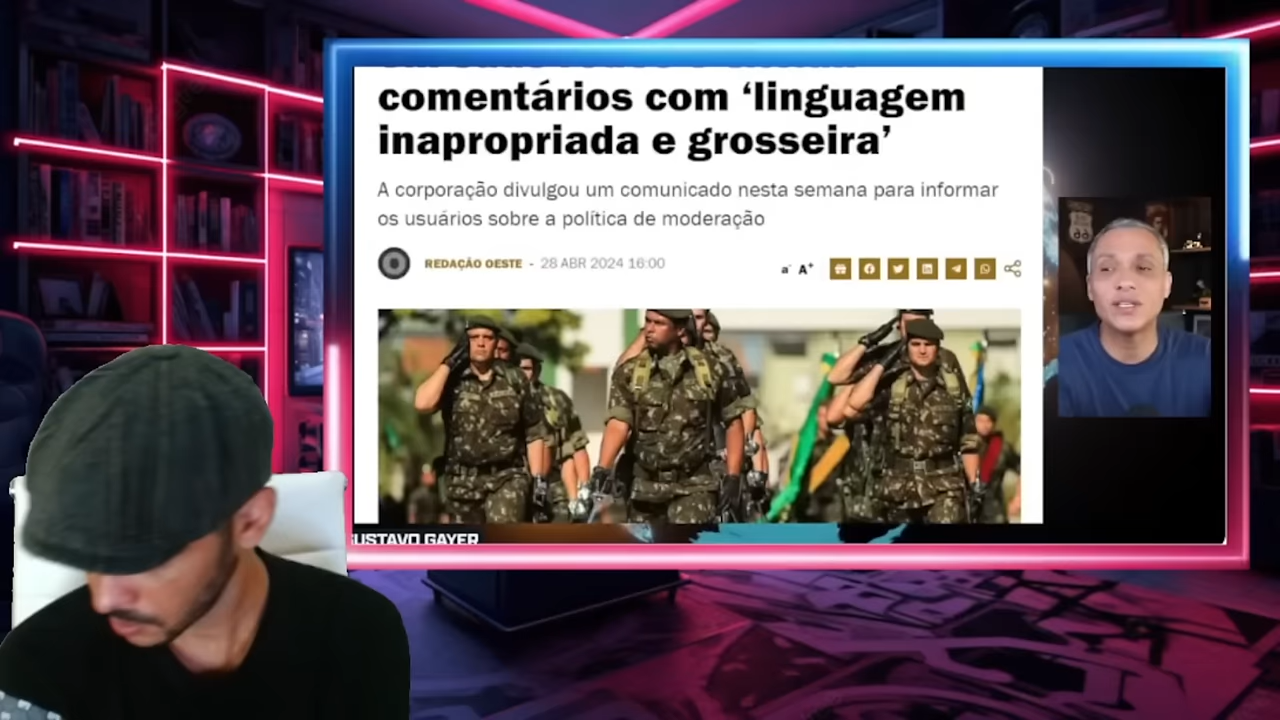 comentários com ‘linguagem
inapropriada e grosseira’
A corporação divulgou um comunicado nesta semana para informar
os usuários sobre a política de moderação
REDAÇÃO OESTE - 28 ABR 2024 16:00
a- A+
GUSTAVO GAYER